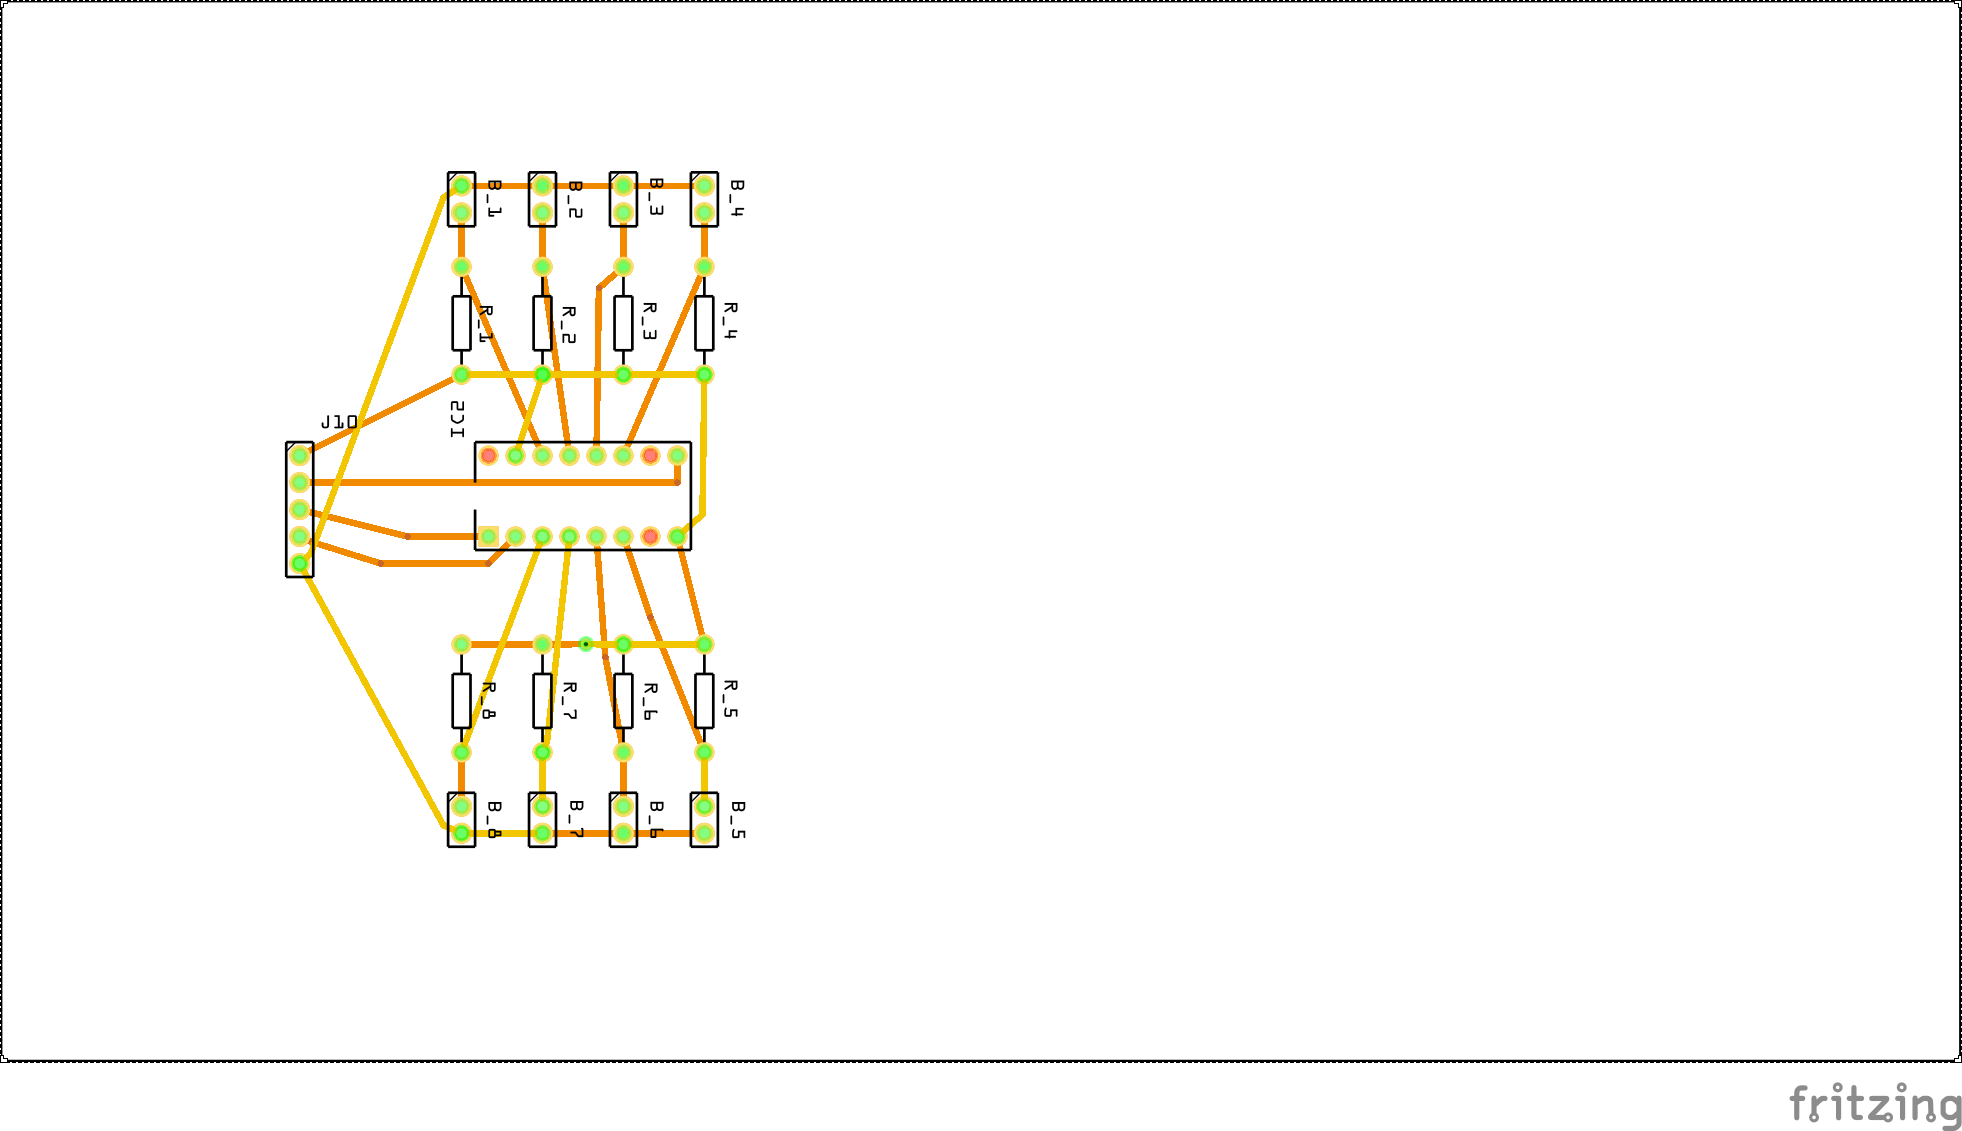 B_1
B_2
B_3
B_4
R_1
R_2
R_3
R_4
IC2
J10
R_8
R_7
R_6
R_5
B_8
B_7
B_6
B_5
fritzing